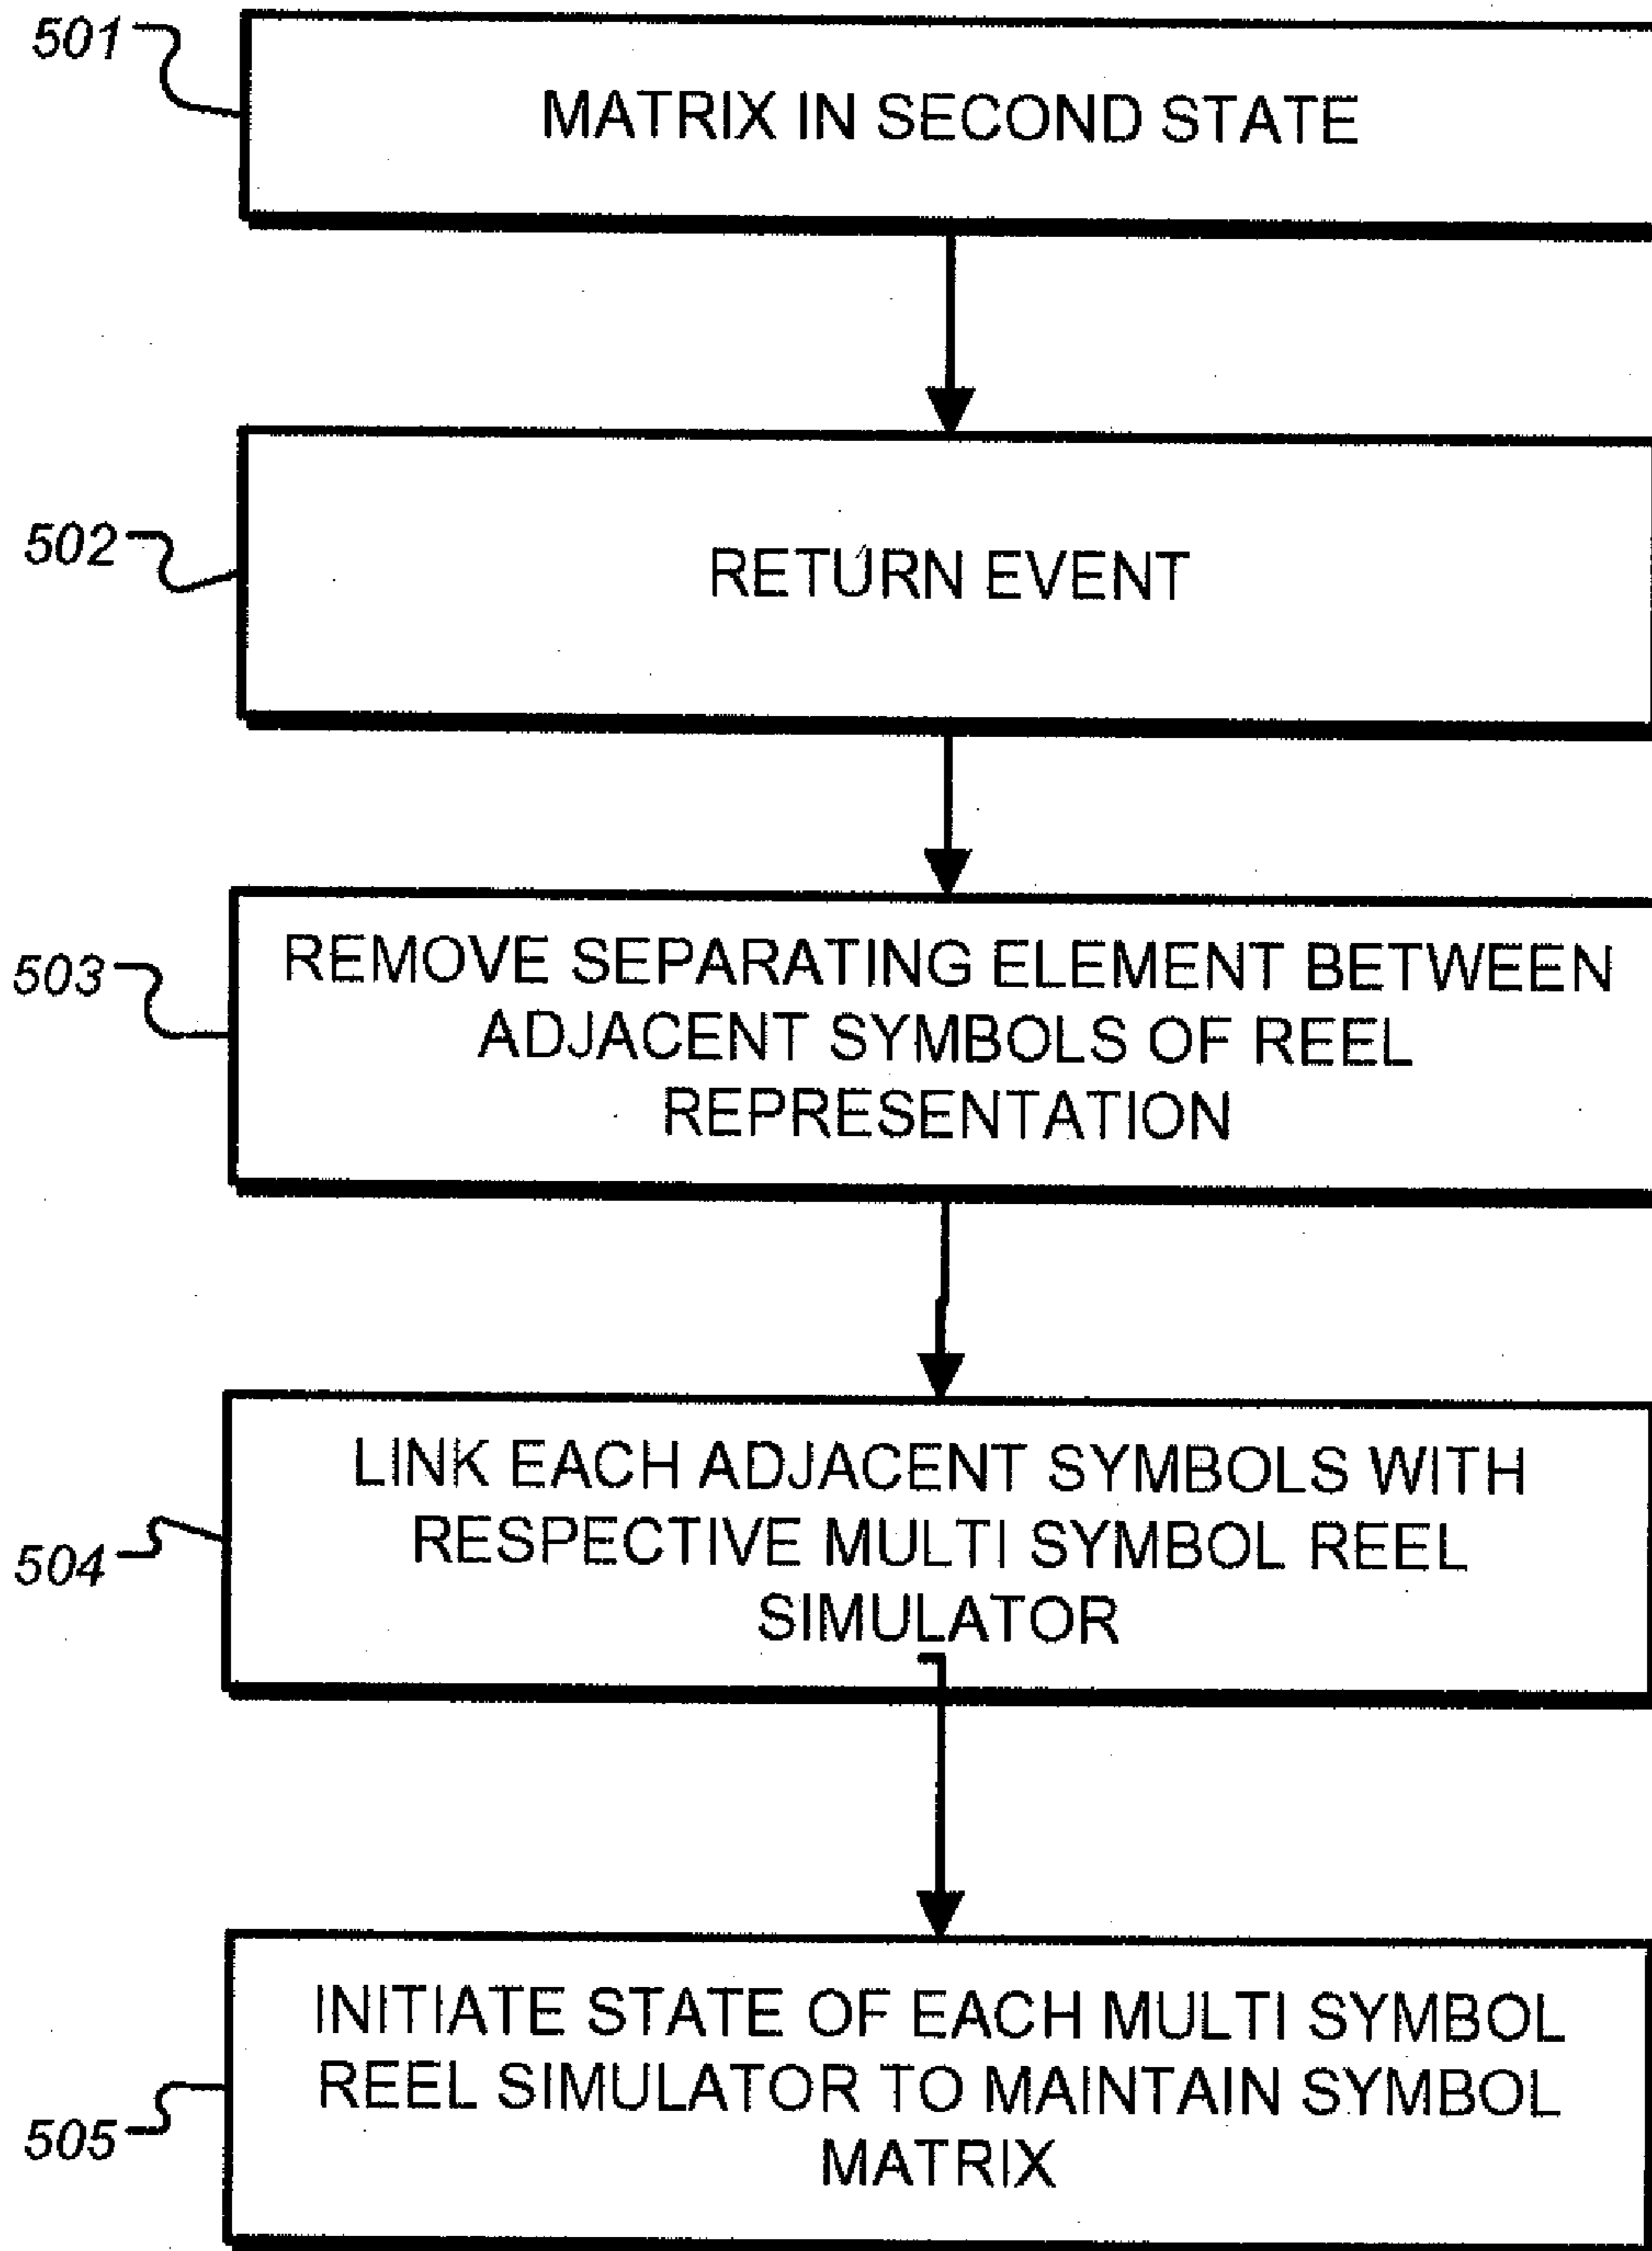 501
MATRIX IN SECOND STATE
502
RETURN EVENT
503
REMOVE SEPARATING ELEMENT BETWEEN
ADJACENT SYMBOLS OF REEL
REPRESENTATION
504
LINK EACH ADJACENT SYMBOLS WITH
RESPECTIVE MULTI SYMBOL REEL
SIMULATOR
505
INITIATE STATE OF EACH MULTI SYMBOL
REEL SIMULATOR TO MAINTAIN SYMBOL
MATRIX